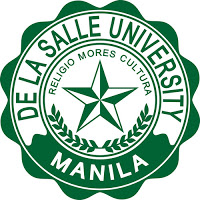 DE LA SALLE UNIVERSITY
RELIGIO MORES CULTURA
MANILA